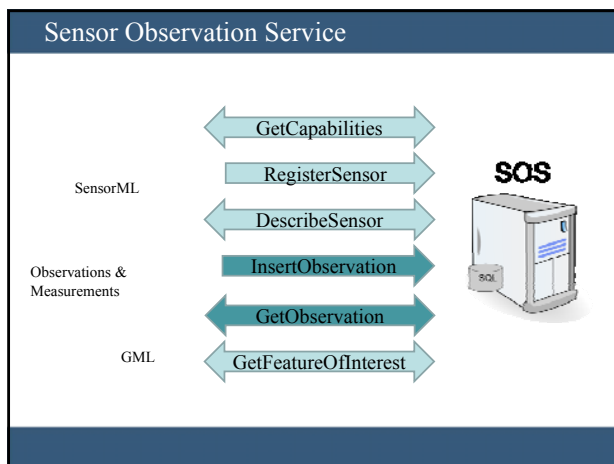 Sensor Observation Service
GetCapabilities
SOS
RegisterSensor
SensorML
DescribeSensor
InsertObservation
Observations &
Measurements
SQL
GetObservation
GML
GetFeatureOfInterest